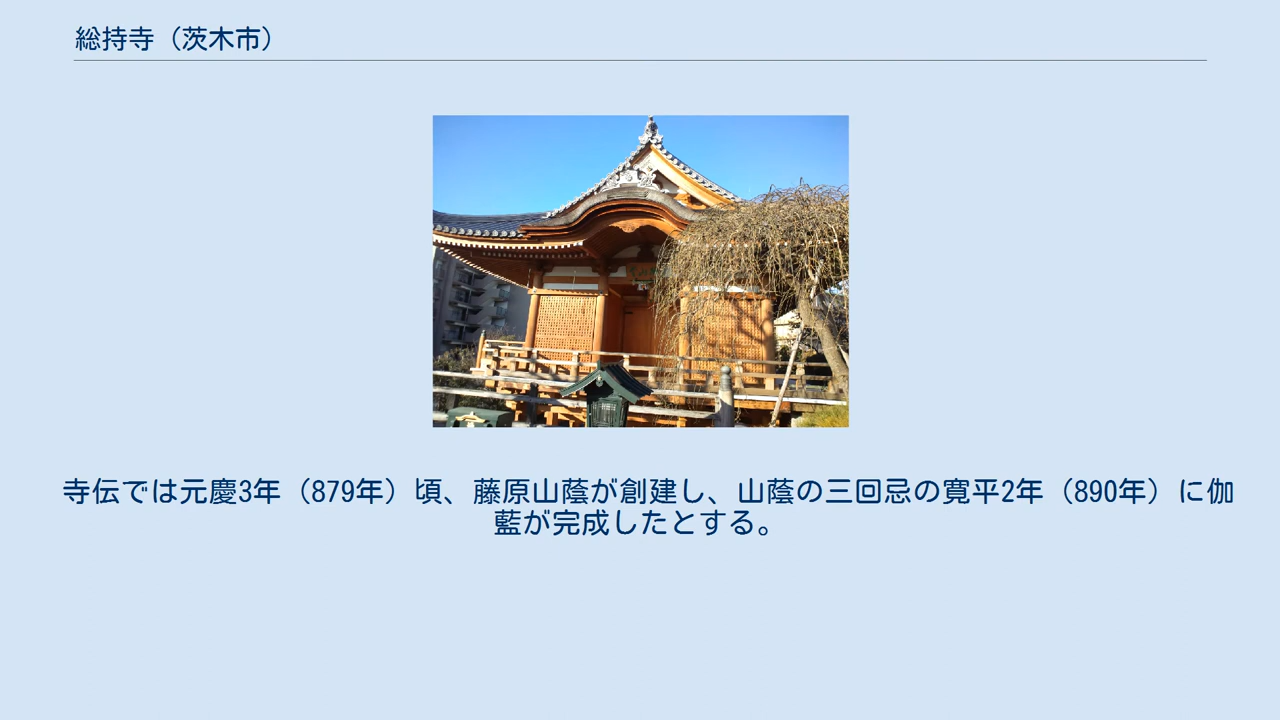 総持寺（茨木市）
寺伝では元慶3年（879年）頃、藤原山蔭が創建し、山蔭の三回忌の寛平2年（890年）に伽
藍が完成したとする。